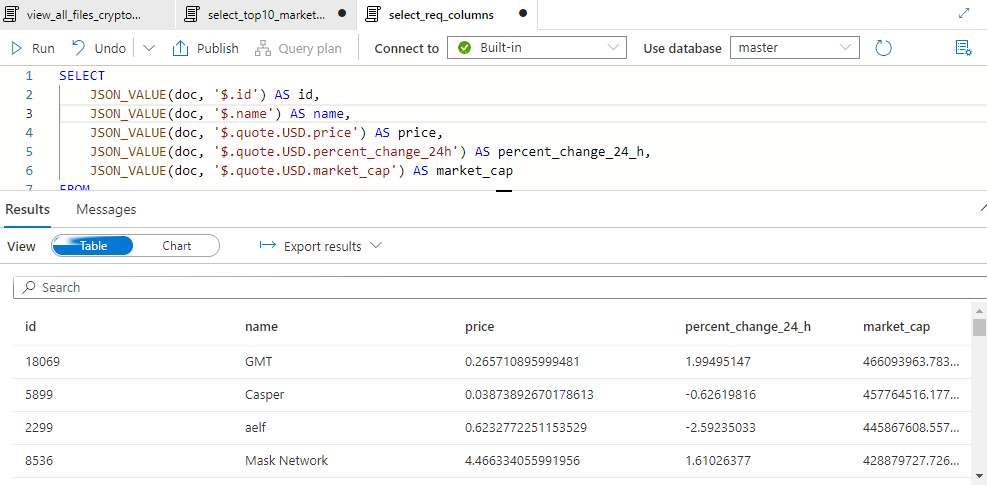 view_all_files_crypto...
select_top10_market...
select_req_columns
Run Undo Publish Query plan Connect to Built-in Use database master
1 SELECT
2 JSON_VALUE(doc, '$.id') AS id,
3 JSON_VALUE(doc, '$.name') AS name,
4 JSON_VALUE(doc, '$.quote.USD.price') AS price,
5 JSON_VALUE(doc, '$.quote.USD.percent_change_24h') AS percent_change_24_h,
6 JSON_VALUE(doc, '$.quote.USD.market_cap') AS market_cap
7 FROM
Results Messages
View Table Chart Export results
Search
id name price percent_change_24_h market_cap
18069 GMT 0.265710895999481 1.99495147 466093963.783...
5899 Casper 0.03873892670178613 -0.62619816 457764516.177...
2299 aelf 0.6232772251153529 -2.59235033 445867608.557...
8536 Mask Network 4.466334055991956 1.61026377 428879727.726...